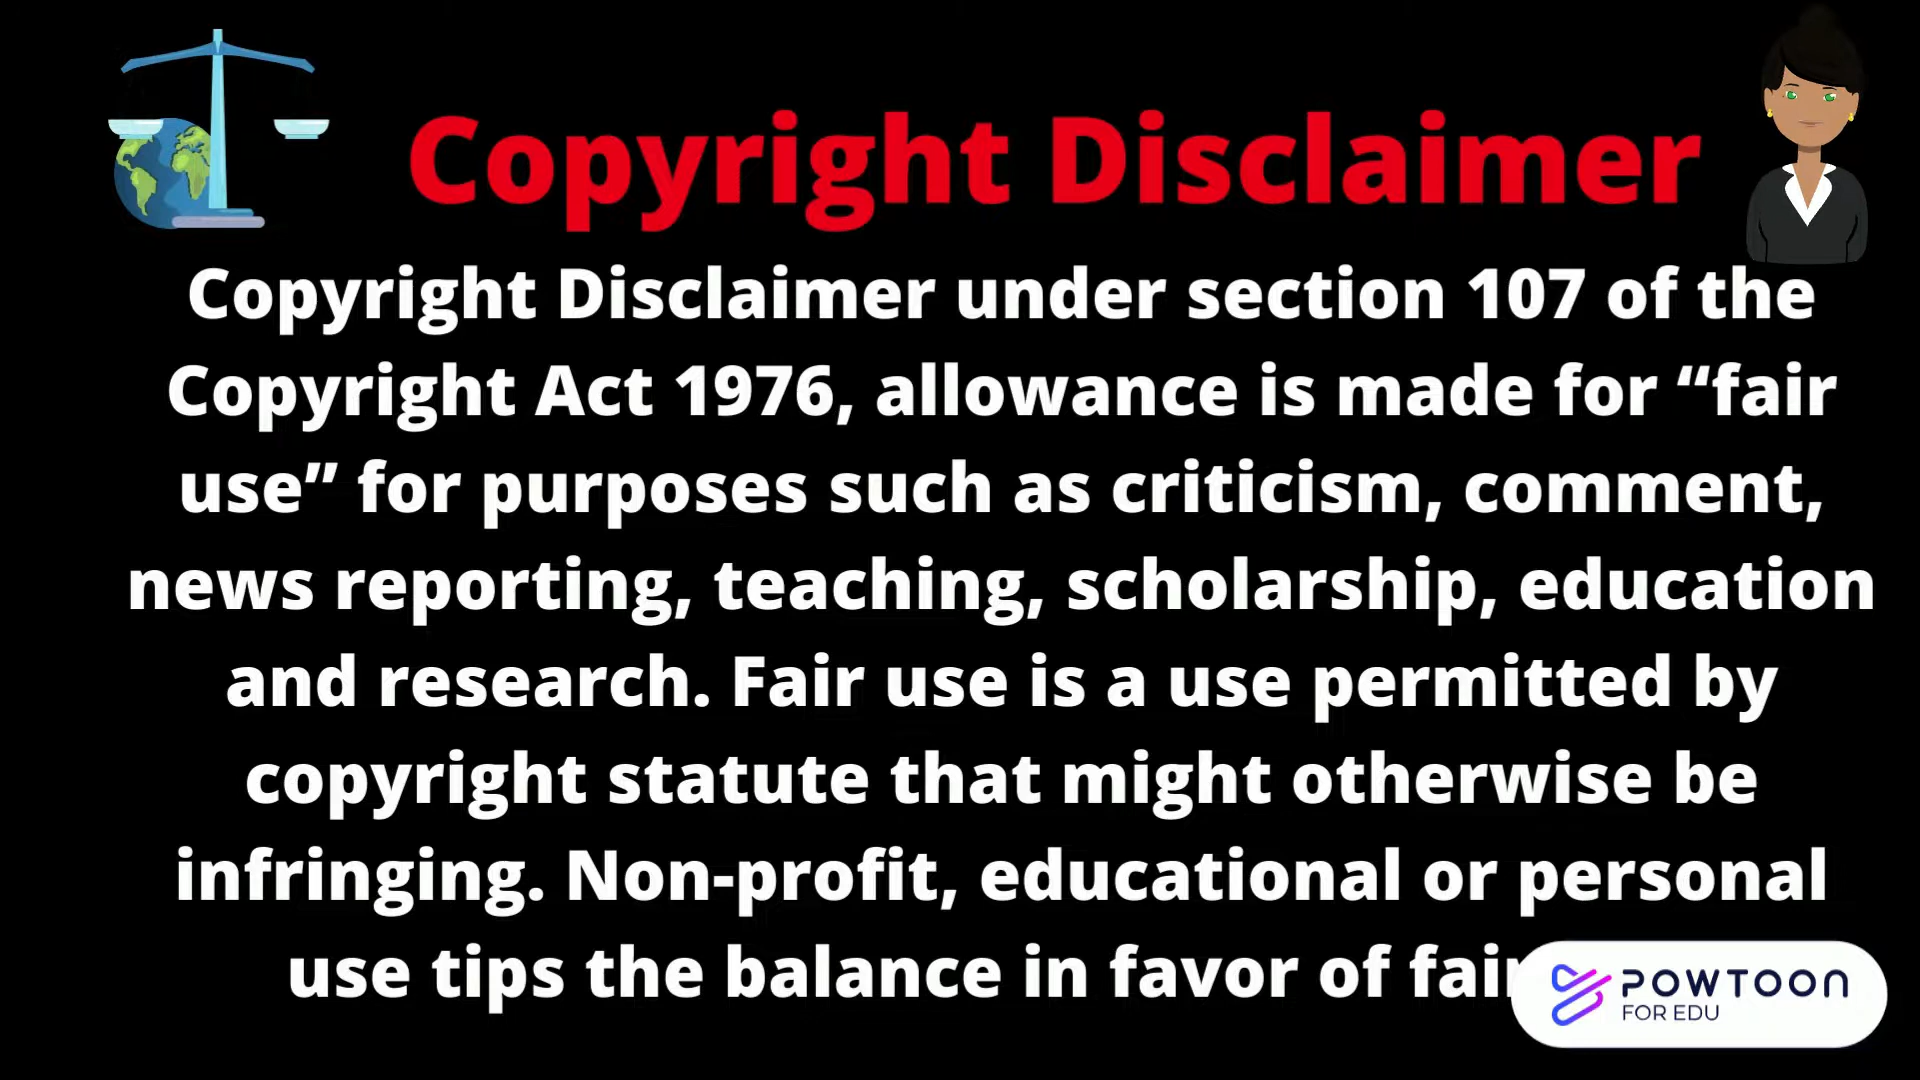 Copyright Disclaimer
Copyright Disclaimer under section 107 of the
Copyright Act 1976, allowance is made for “fair
use” for purposes such as criticism, comment,
news reporting, teaching, scholarship, education
and research. Fair use is a use permitted by
copyright statute that might otherwise be
infringing. Non-profit, educational or personal
use tips the balance in favor of fair
POWTOON
FOR EDU